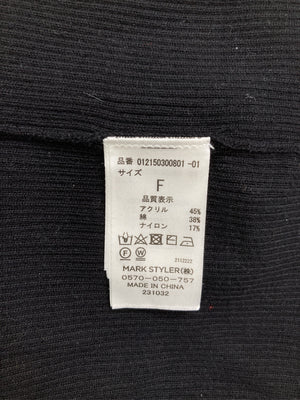 品番 012150300801-01
サイズ
F
品質表示
アクリル 45%
綿 38%
ナイロン 17%
F W
2112122
MARK STYLER(株)
0570-050-757
MADE IN CHINA
231032